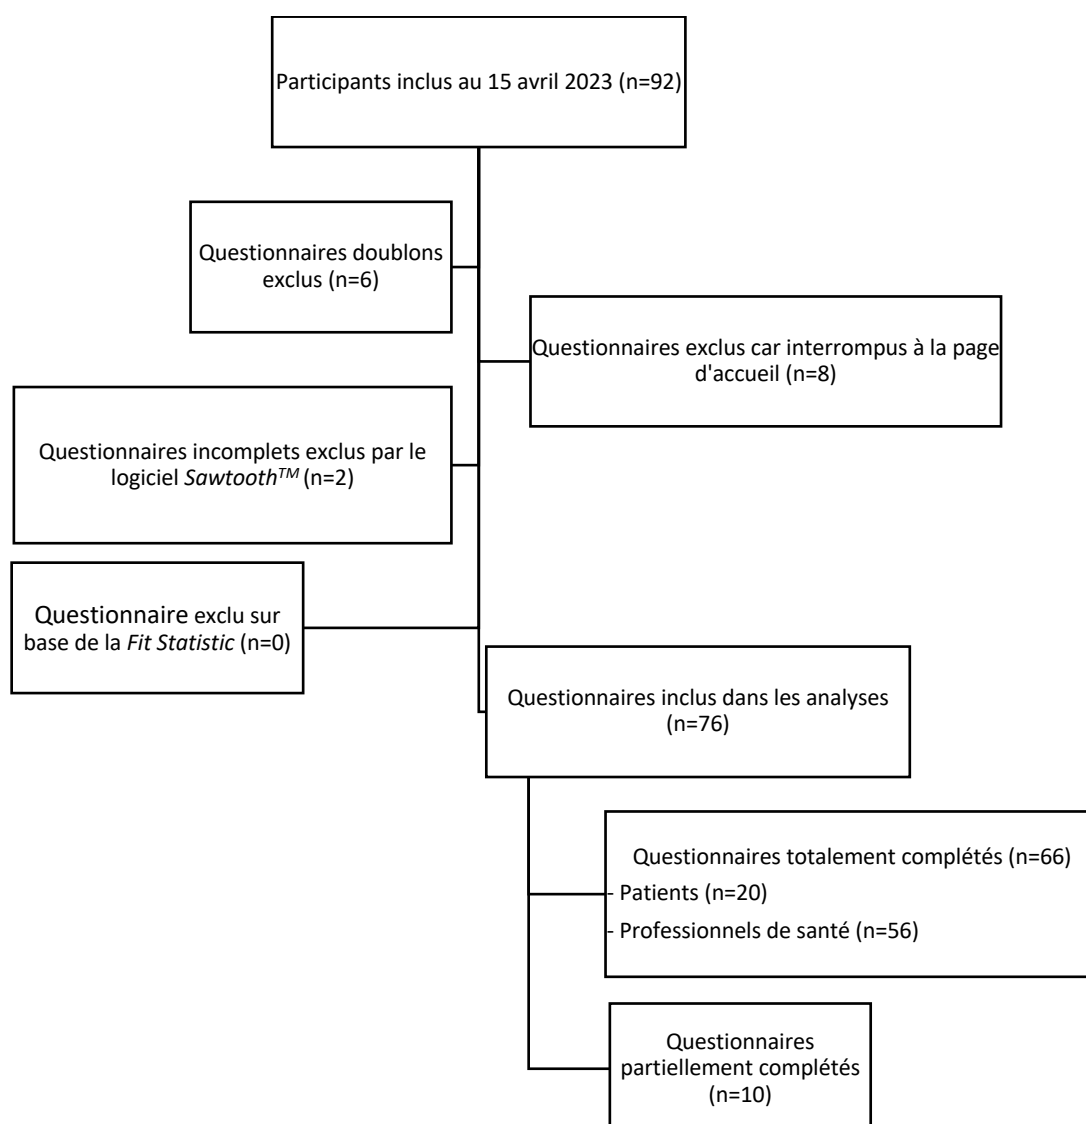 Participants inclus au 15 avril 2023 (n=92)
Questionnaires doublons
exclus (n=6)
Questionnaires exclus car interrompus à la page
d'accueil (n=8)
Questionnaires incomplets exclus par le
logiciel Sawtooth™ (n=2)
Questionnaire exclu sur
base de la Fit Statistic (n=0)
Questionnaires inclus dans les analyses
(n=76)
Questionnaires totalement complétés (n=66)
- Patients (n=20)
- Professionnels de santé (n=56)
Questionnaires
partiellement complétés
(n=10)